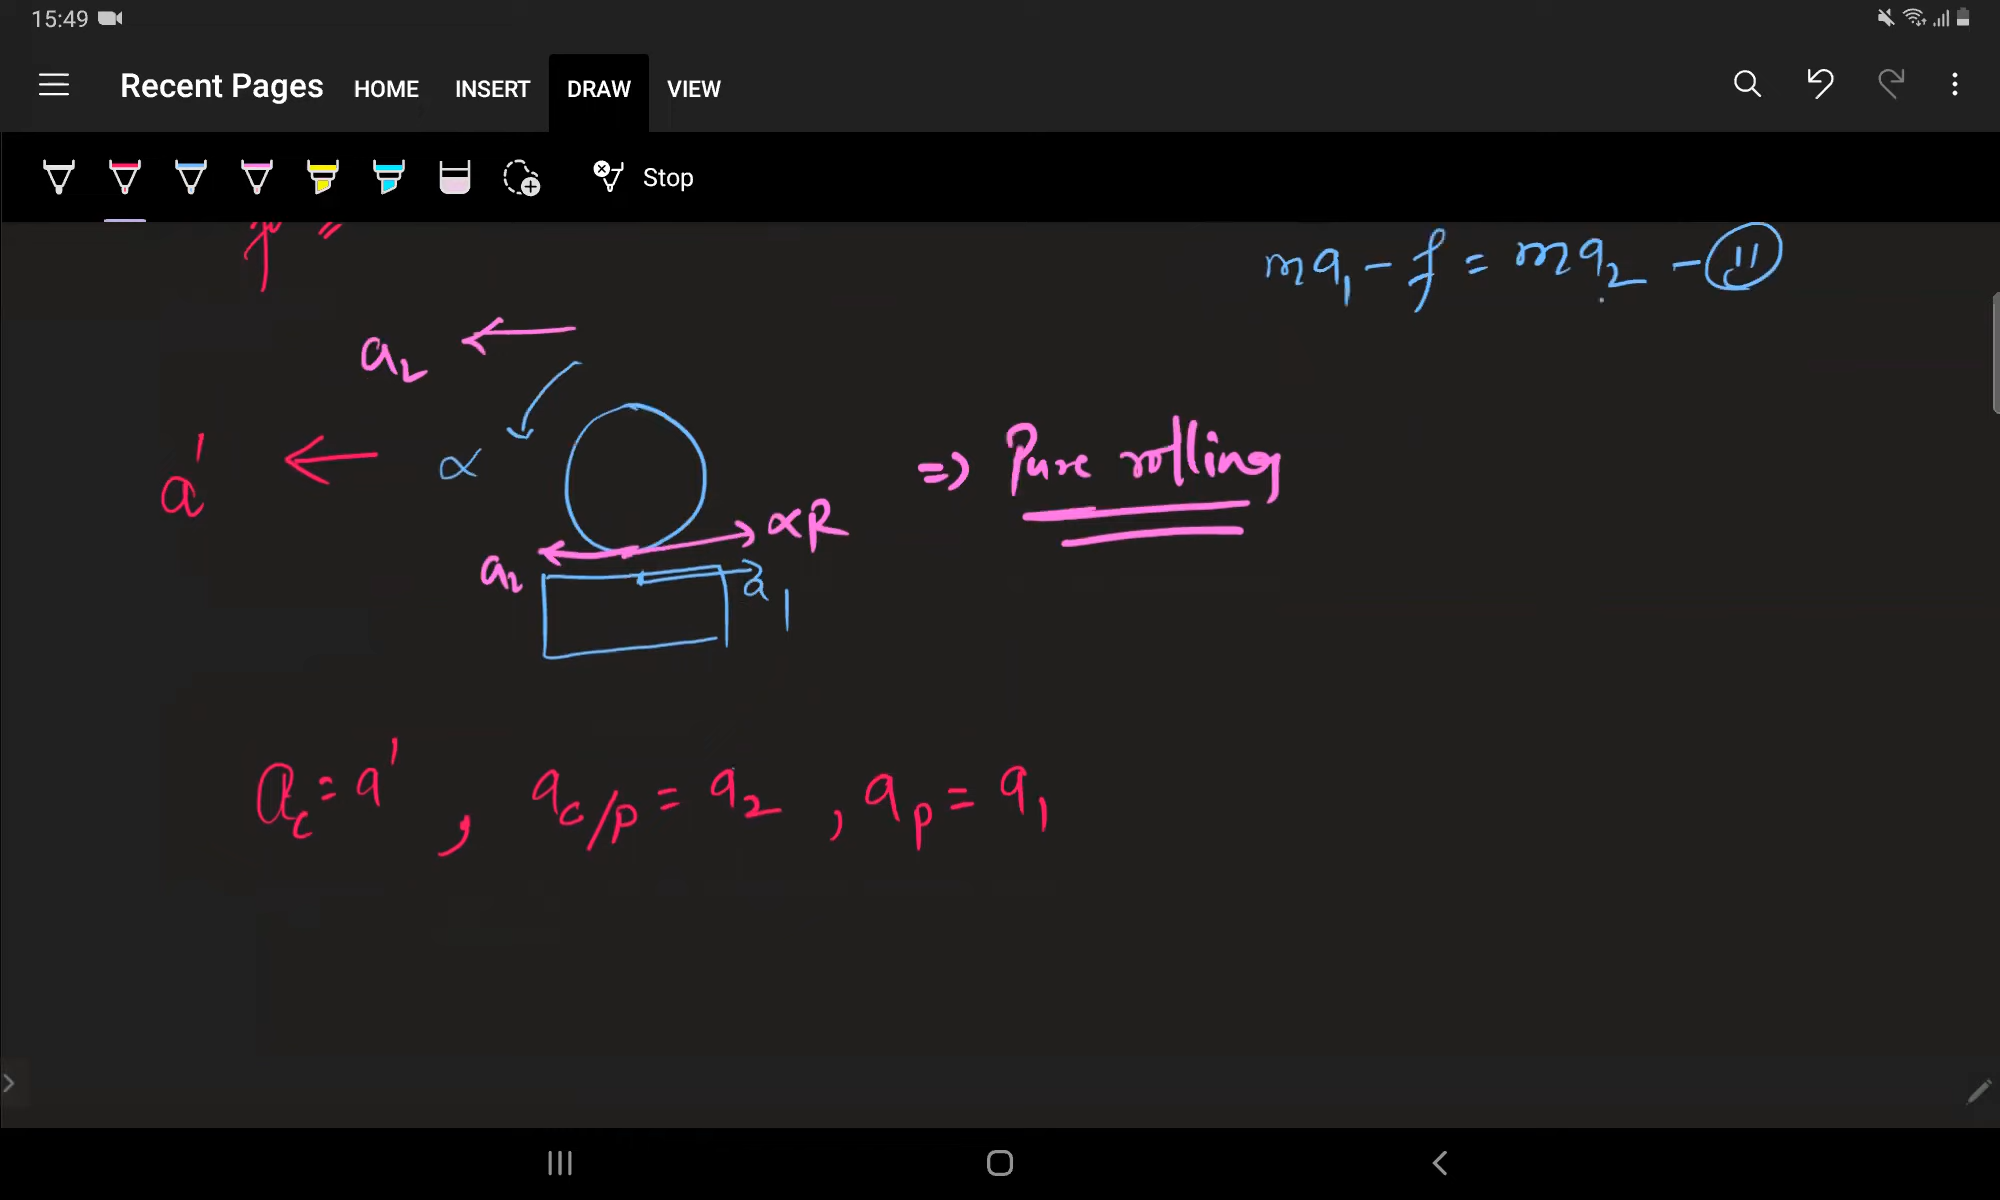 15:49
Recent Pages HOME INSERT DRAW VIEW
Stop
f =
ma₁ - f = ma₂ - ⑪
a₂
a' α
⇒ Pure rolling
αR
a₂
a₁
a_c = a' , a_c/p = a₂ , a_p = a₁